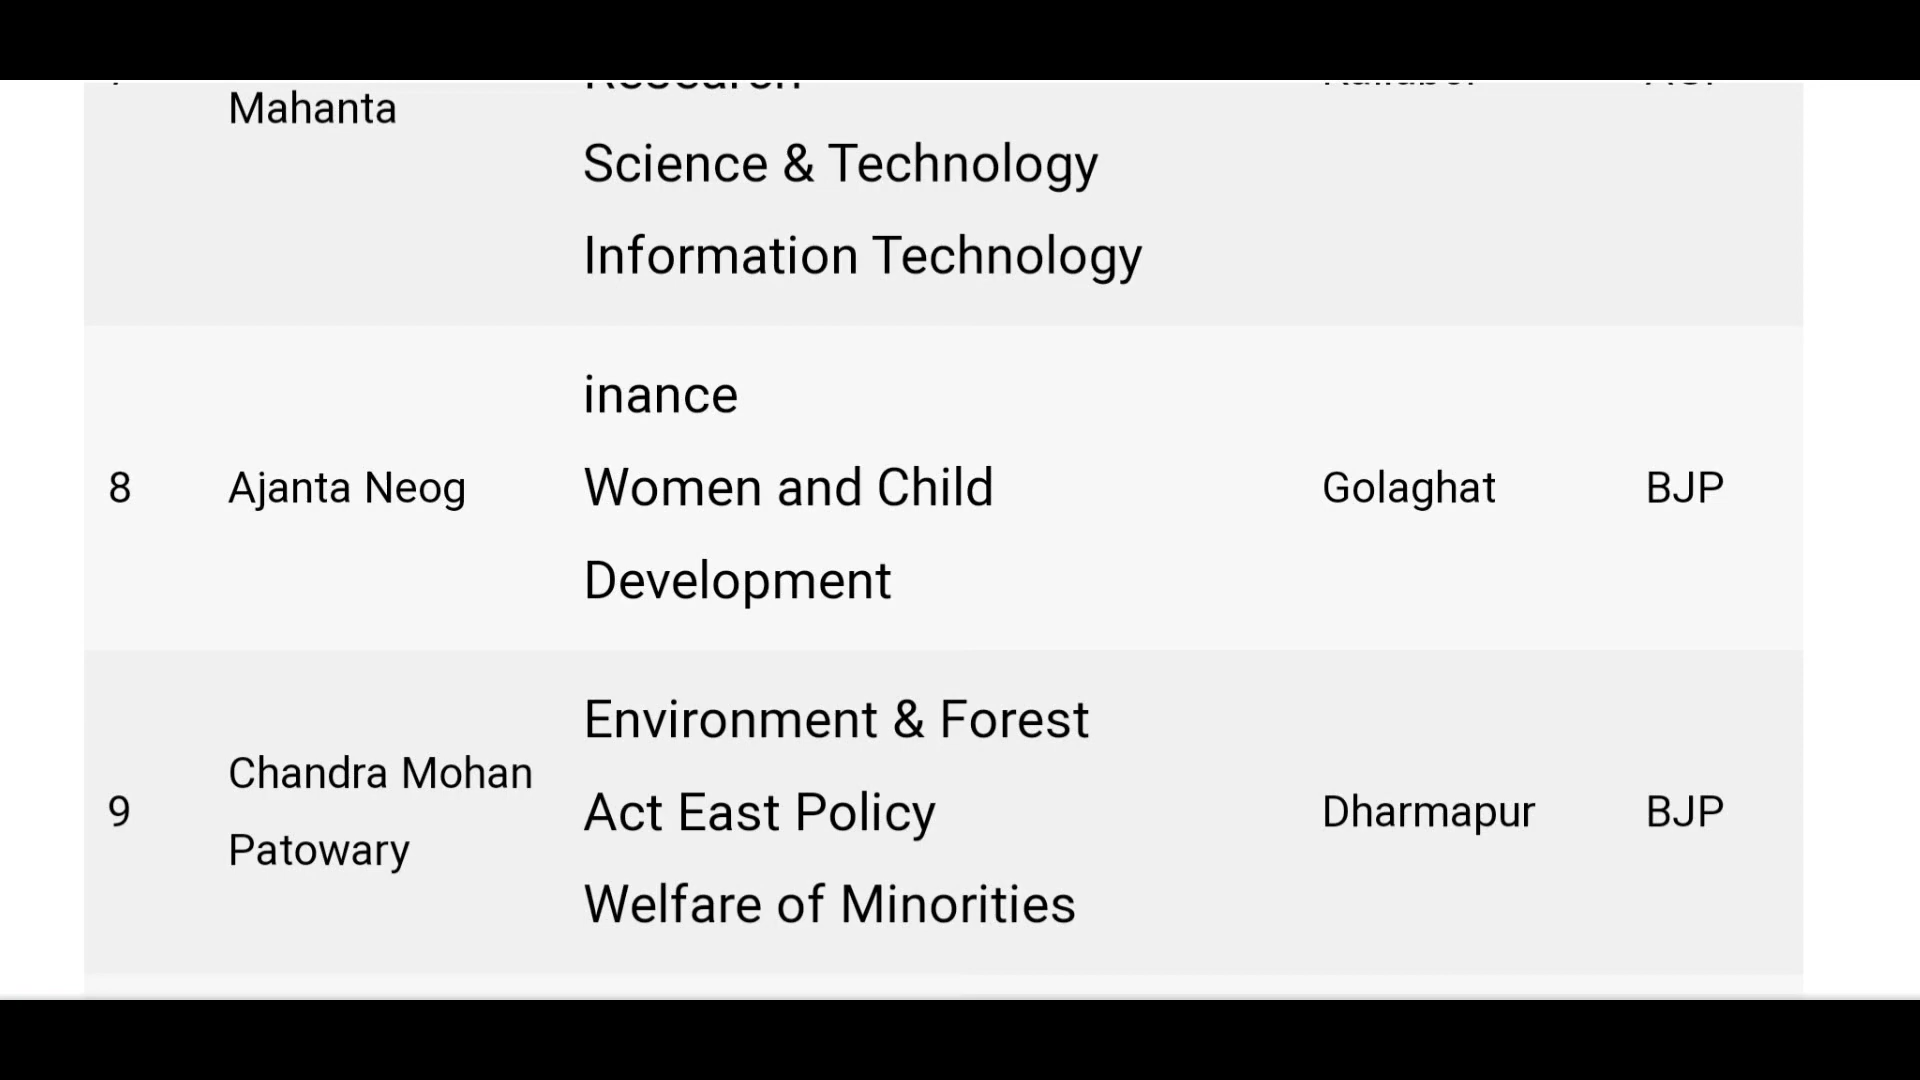 Mahanta
Science & Technology
Information Technology
8 Ajanta Neog inance Golaghat BJP
Women and Child
Development
9 Chandra Mohan Environment & Forest Dharmapur BJP
Patowary Act East Policy
Welfare of Minorities